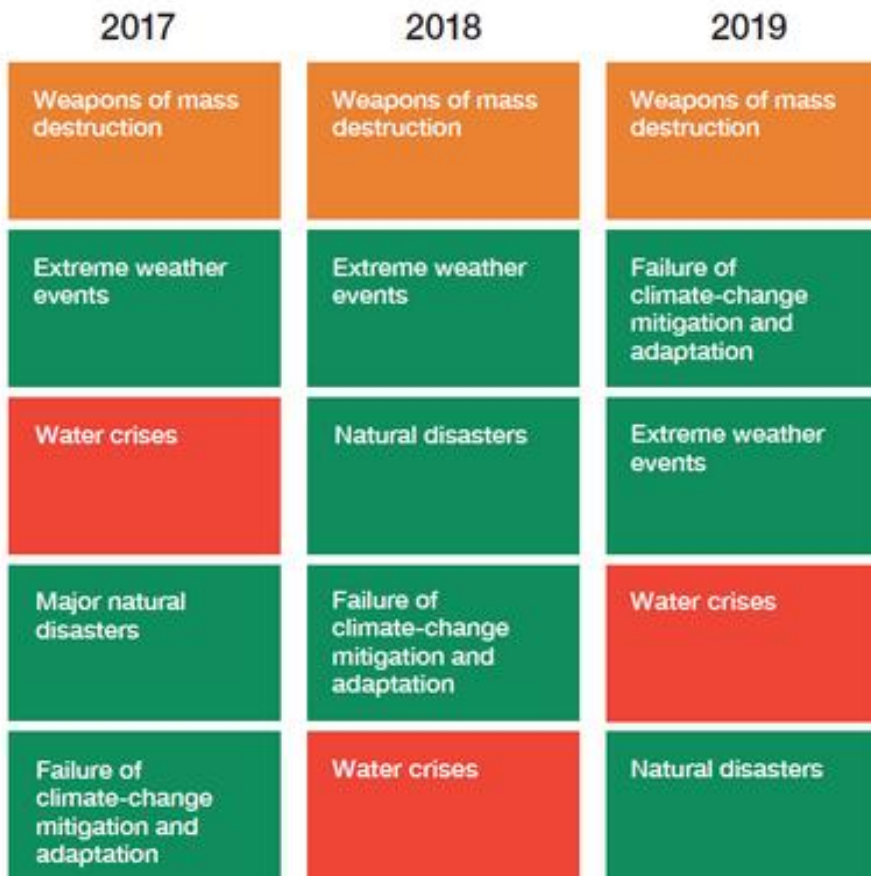 2017
2018
2019
Weapons of mass
destruction
Weapons of mass
destruction
Weapons of mass
destruction
Extreme weather
events
Extreme weather
events
Failure of
climate-change
mitigation and
adaptation
Water crises
Natural disasters
Extreme weather
events
Major natural
disasters
Failure of
climate-change
mitigation and
adaptation
Water crises
Failure of
climate-change
mitigation and
adaptation
Water crises
Natural disasters